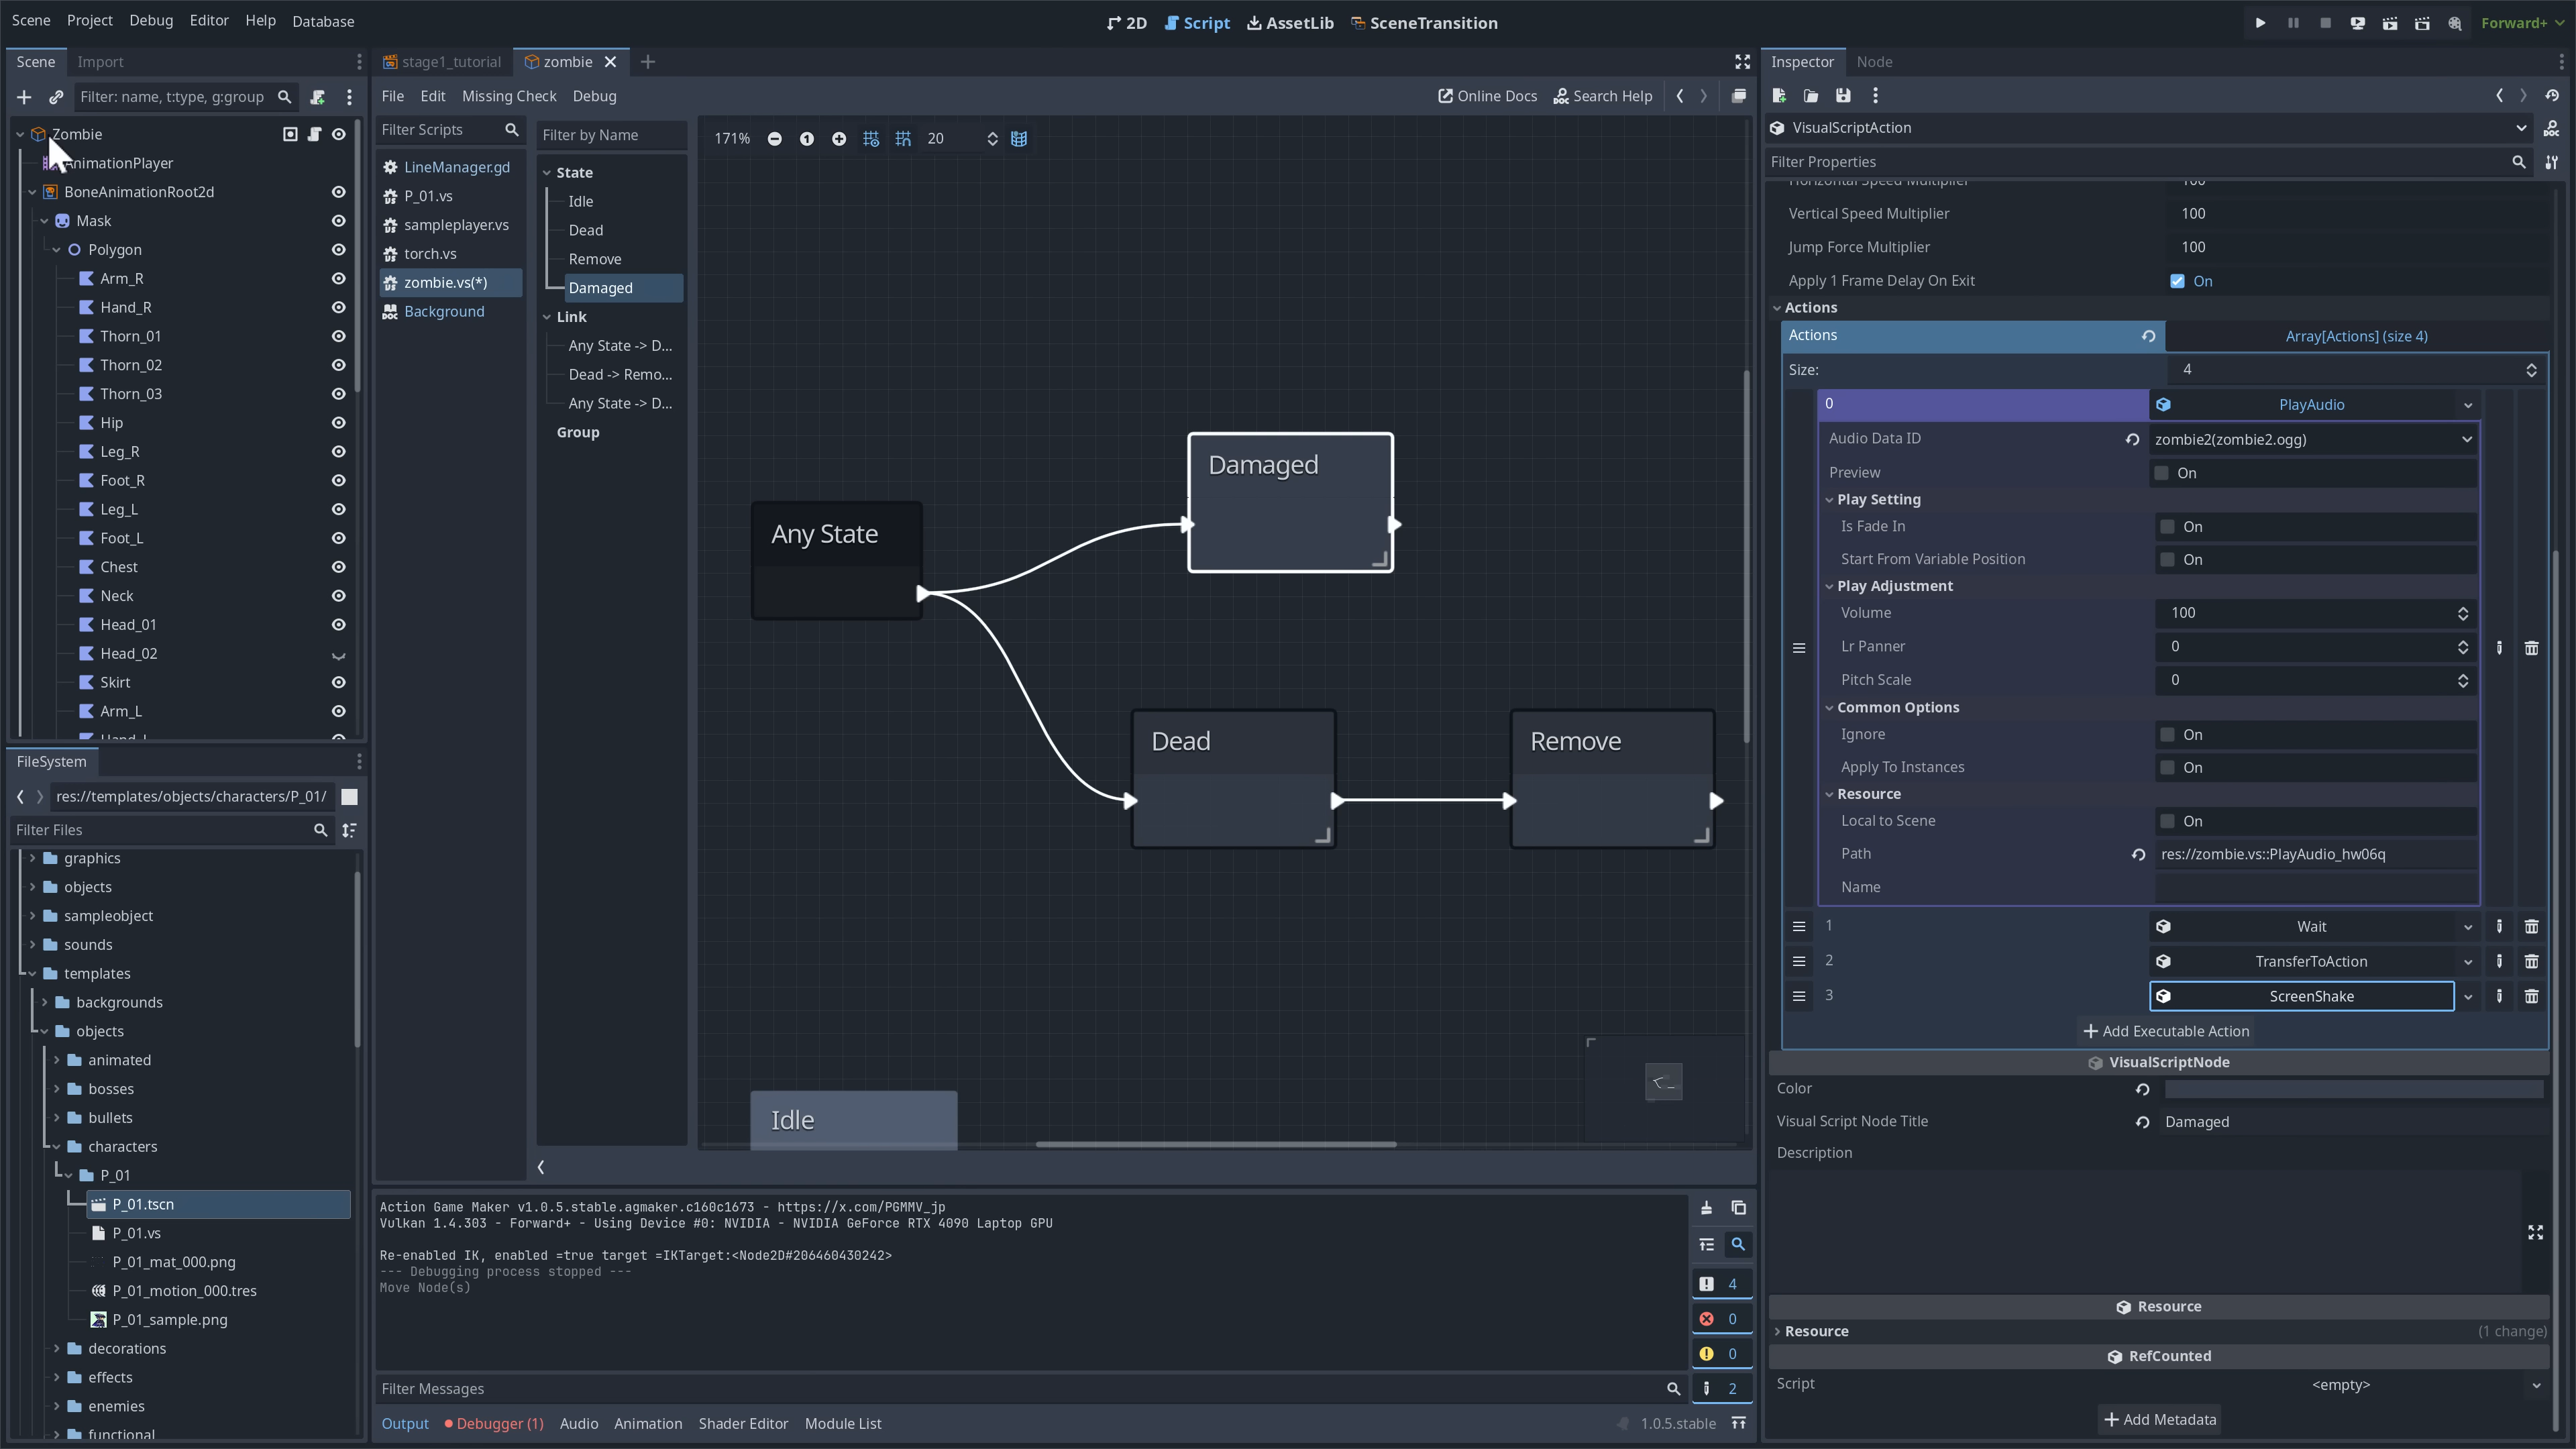 Scene Project Debug Editor Help Database
2D Script AssetLib SceneTransition
Forward+
Scene Import
Filter: name, t:type, g:group
Zombie
AnimationPlayer
BoneAnimationRoot2d
Mask
Polygon
Arm_R
Hand_R
Thorn_01
Thorn_02
Thorn_03
Hip
Leg_R
Foot_R
Leg_L
Foot_L
Chest
Neck
Head_01
Head_02
Skirt
Arm_L
FileSystem
res://templates/objects/characters/P_01/
Filter Files
graphics
objects
sampleobject
sounds
templates
backgrounds
objects
animated
bosses
bullets
characters
P_01
P_01.tscn
P_01.vs
P_01_mat_000.png
P_01_motion_000.tres
P_01_sample.png
decorations
effects
enemies
functional
stage1_tutorial zombie
File Edit Missing Check Debug
Online Docs Search Help
Filter Scripts
LineManager.gd
P_01.vs
sampleplayer.vs
torch.vs
zombie.vs(*)
Background
Filter by Name
State
Idle
Dead
Remove
Damaged
Link
Any State -> D...
Dead -> Remo...
Any State -> D...
Group
171% 20
Damaged
Any State
Dead
Remove
Idle
Action Game Maker v1.0.5.stable.agmaker.c160c1673 - https://x.com/PGMMV_jp
Vulkan 1.4.303 - Forward+ - Using Device #0: NVIDIA - NVIDIA GeForce RTX 4090 Laptop GPU
Re-enabled IK, enabled =true target =IKTarget:<Node2D#206460430242>
--- Debugging process stopped ---
Move Node(s)
4
0
0
2
Filter Messages
Output Debugger (1) Audio Animation Shader Editor Module List
1.0.5.stable
Inspector Node
VisualScriptAction
Filter Properties
Horizontal Speed Multiplier 100
Vertical Speed Multiplier 100
Jump Force Multiplier 100
Apply 1 Frame Delay On Exit On
Actions
Actions Array[Actions] (size 4)
Size: 4
0 PlayAudio
Audio Data ID zombie2(zombie2.ogg)
Preview On
Play Setting
Is Fade In On
Start From Variable Position On
Play Adjustment
Volume 100
Lr Panner 0
Pitch Scale 0
Common Options
Ignore On
Apply To Instances On
Resource
Local to Scene On
Path res://zombie.vs::PlayAudio_hw06q
Name
1 Wait
2 TransferToAction
3 ScreenShake
Add Executable Action
VisualScriptNode
Color
Visual Script Node Title Damaged
Description
Resource
Resource (1 change)
RefCounted
Script <empty>
Add Metadata